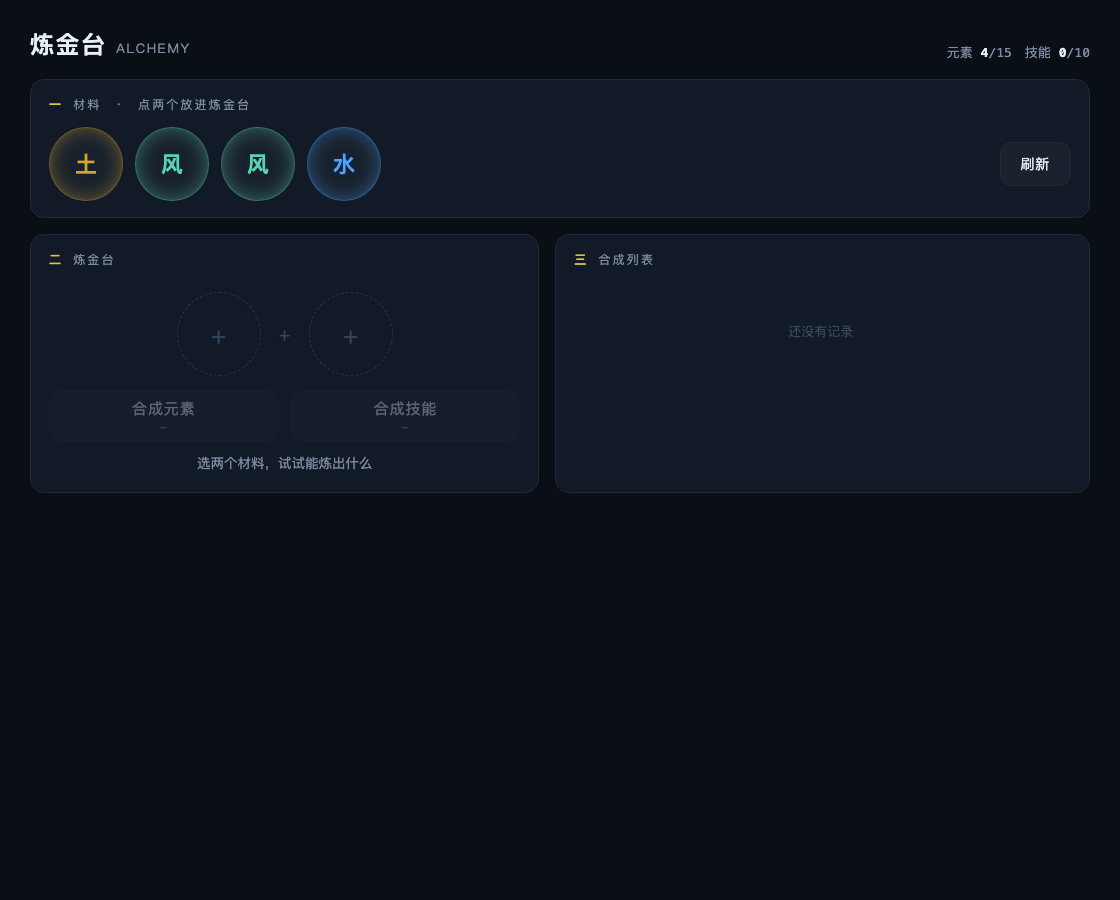 炼金台 ALCHEMY
元素 4/15 技能 0/10
一 材料 · 点两个放进炼金台
土 风 风 水
刷新
二 炼金台
+ + +
合成元素 合成技能
— —
选两个材料，试试能炼出什么
三 合成列表
还没有记录